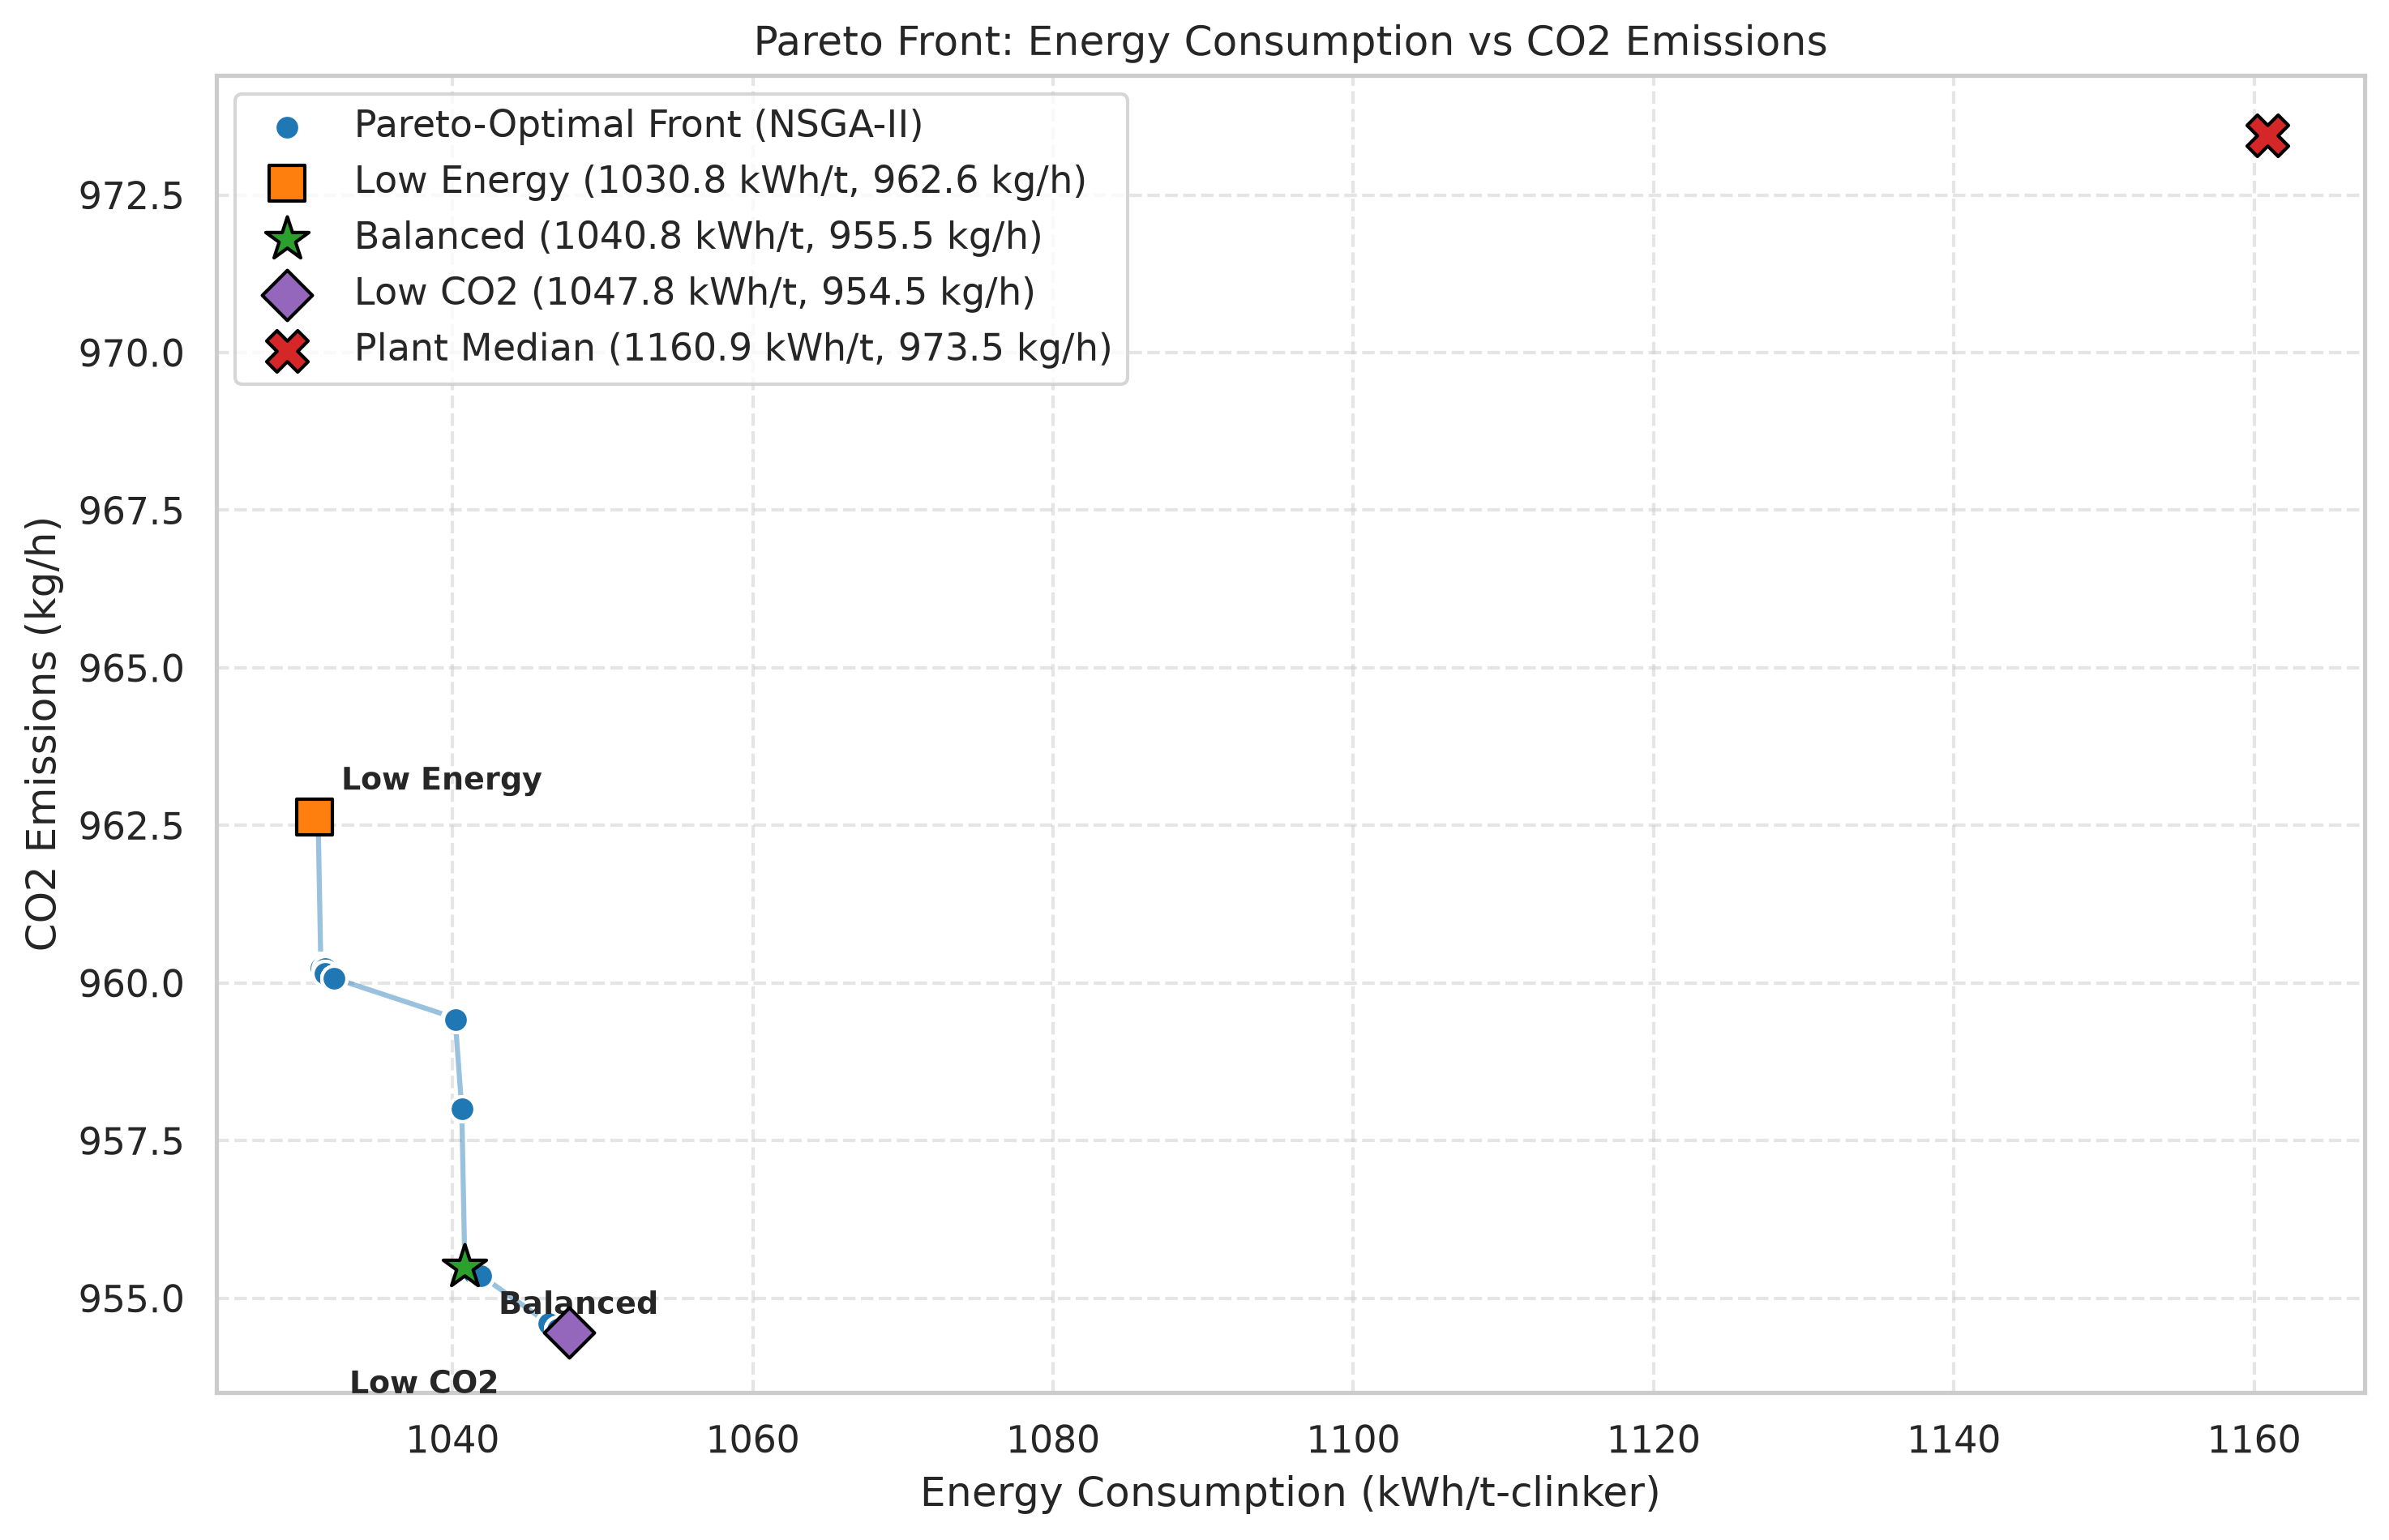 Pareto Front: Energy Consumption vs CO2 Emissions
Pareto-Optimal Front (NSGA-II)
Low Energy (1030.8 kWh/t, 962.6 kg/h)
Balanced (1040.8 kWh/t, 955.5 kg/h)
Low CO2 (1047.8 kWh/t, 954.5 kg/h)
Plant Median (1160.9 kWh/t, 973.5 kg/h)
CO2 Emissions (kg/h)
972.5
970.0
967.5
965.0
962.5
960.0
957.5
955.0
Low Energy
Balanced
Low CO2
1040
1060
1080
1100
1120
1140
1160
Energy Consumption (kWh/t-clinker)